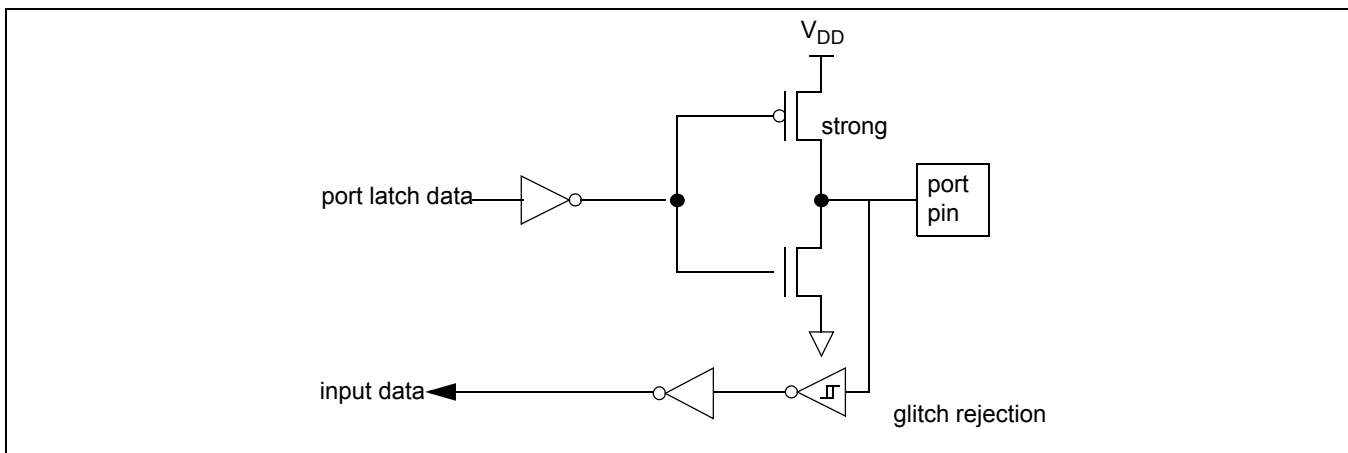 VDD
strong
port latch data
port
pin
input data
glitch rejection